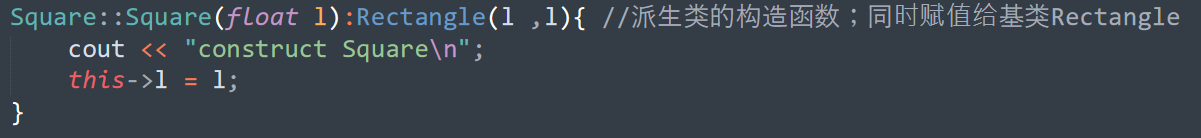 Square::Square(float l):Rectangle(l ,l){ //派生类的构造函数；同时赋值给基类Rectangle
    cout << "construct Square\n";
    this->l = l;
}